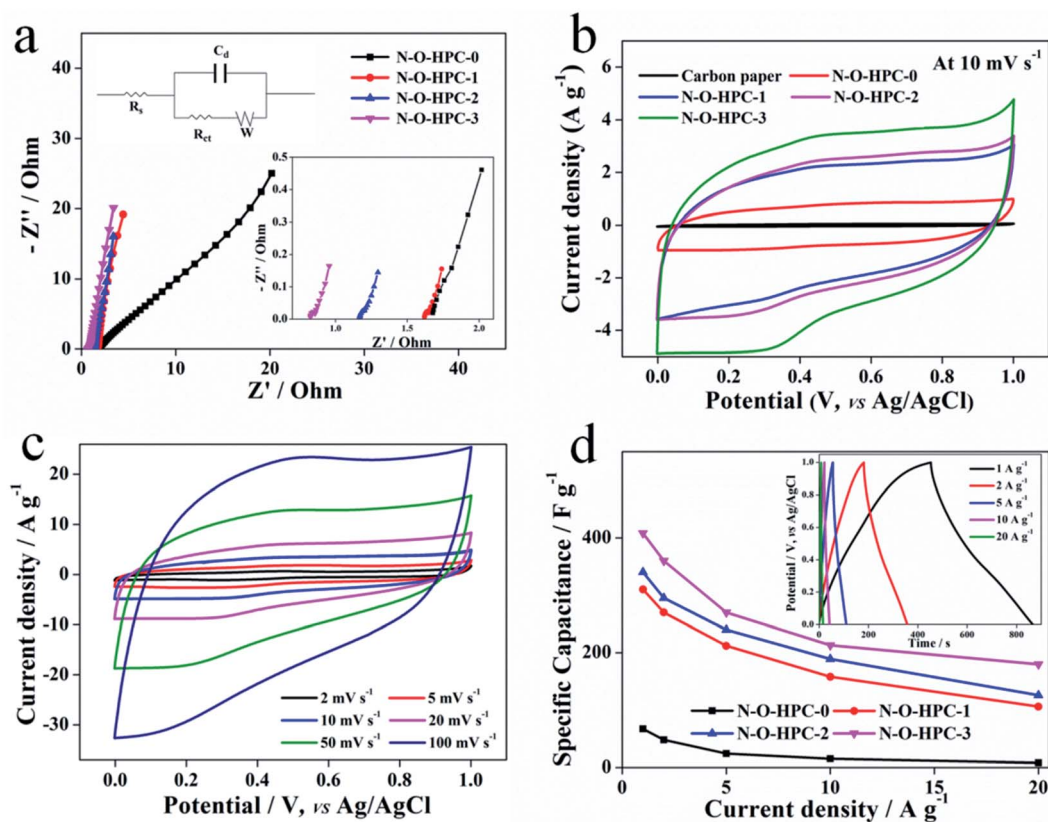 a
45
40
30
20
10
0
- Z'' / Ohm
0
10
20
30
40
Z' / Ohm
C_d
R_s
R_ct
W
N-O-HPC-0
N-O-HPC-1
N-O-HPC-2
N-O-HPC-3
0.5
0.4
0.3
0.2
0.1
0.0
- Z'' / Ohm
1.0
1.5
2.0
Z' / Ohm
b
6
4
2
0
-2
-4
Current density (A g⁻¹)
0.0
0.2
0.4
0.6
0.8
1.0
Potential (V, vs Ag/AgCl)
Carbon paper
N-O-HPC-0
At 10 mV s⁻¹
N-O-HPC-1
N-O-HPC-2
N-O-HPC-3
c
20
10
0
-10
-20
-30
Current density / A g⁻¹
0.0
0.2
0.4
0.6
0.8
1.0
Potential / V, vs Ag/AgCl
2 mV s⁻¹
5 mV s⁻¹
10 mV s⁻¹
20 mV s⁻¹
50 mV s⁻¹
100 mV s⁻¹
d
400
200
0
Specific Capacitance / F g⁻¹
0
5
10
15
20
Current density / A g⁻¹
N-O-HPC-0
N-O-HPC-1
N-O-HPC-2
N-O-HPC-3
1.0
0.8
0.6
0.4
0.2
0.0
Potential / V, vs Ag/AgCl
0
200
400
600
800
Time / s
1 A g⁻¹
2 A g⁻¹
5 A g⁻¹
10 A g⁻¹
20 A g⁻¹